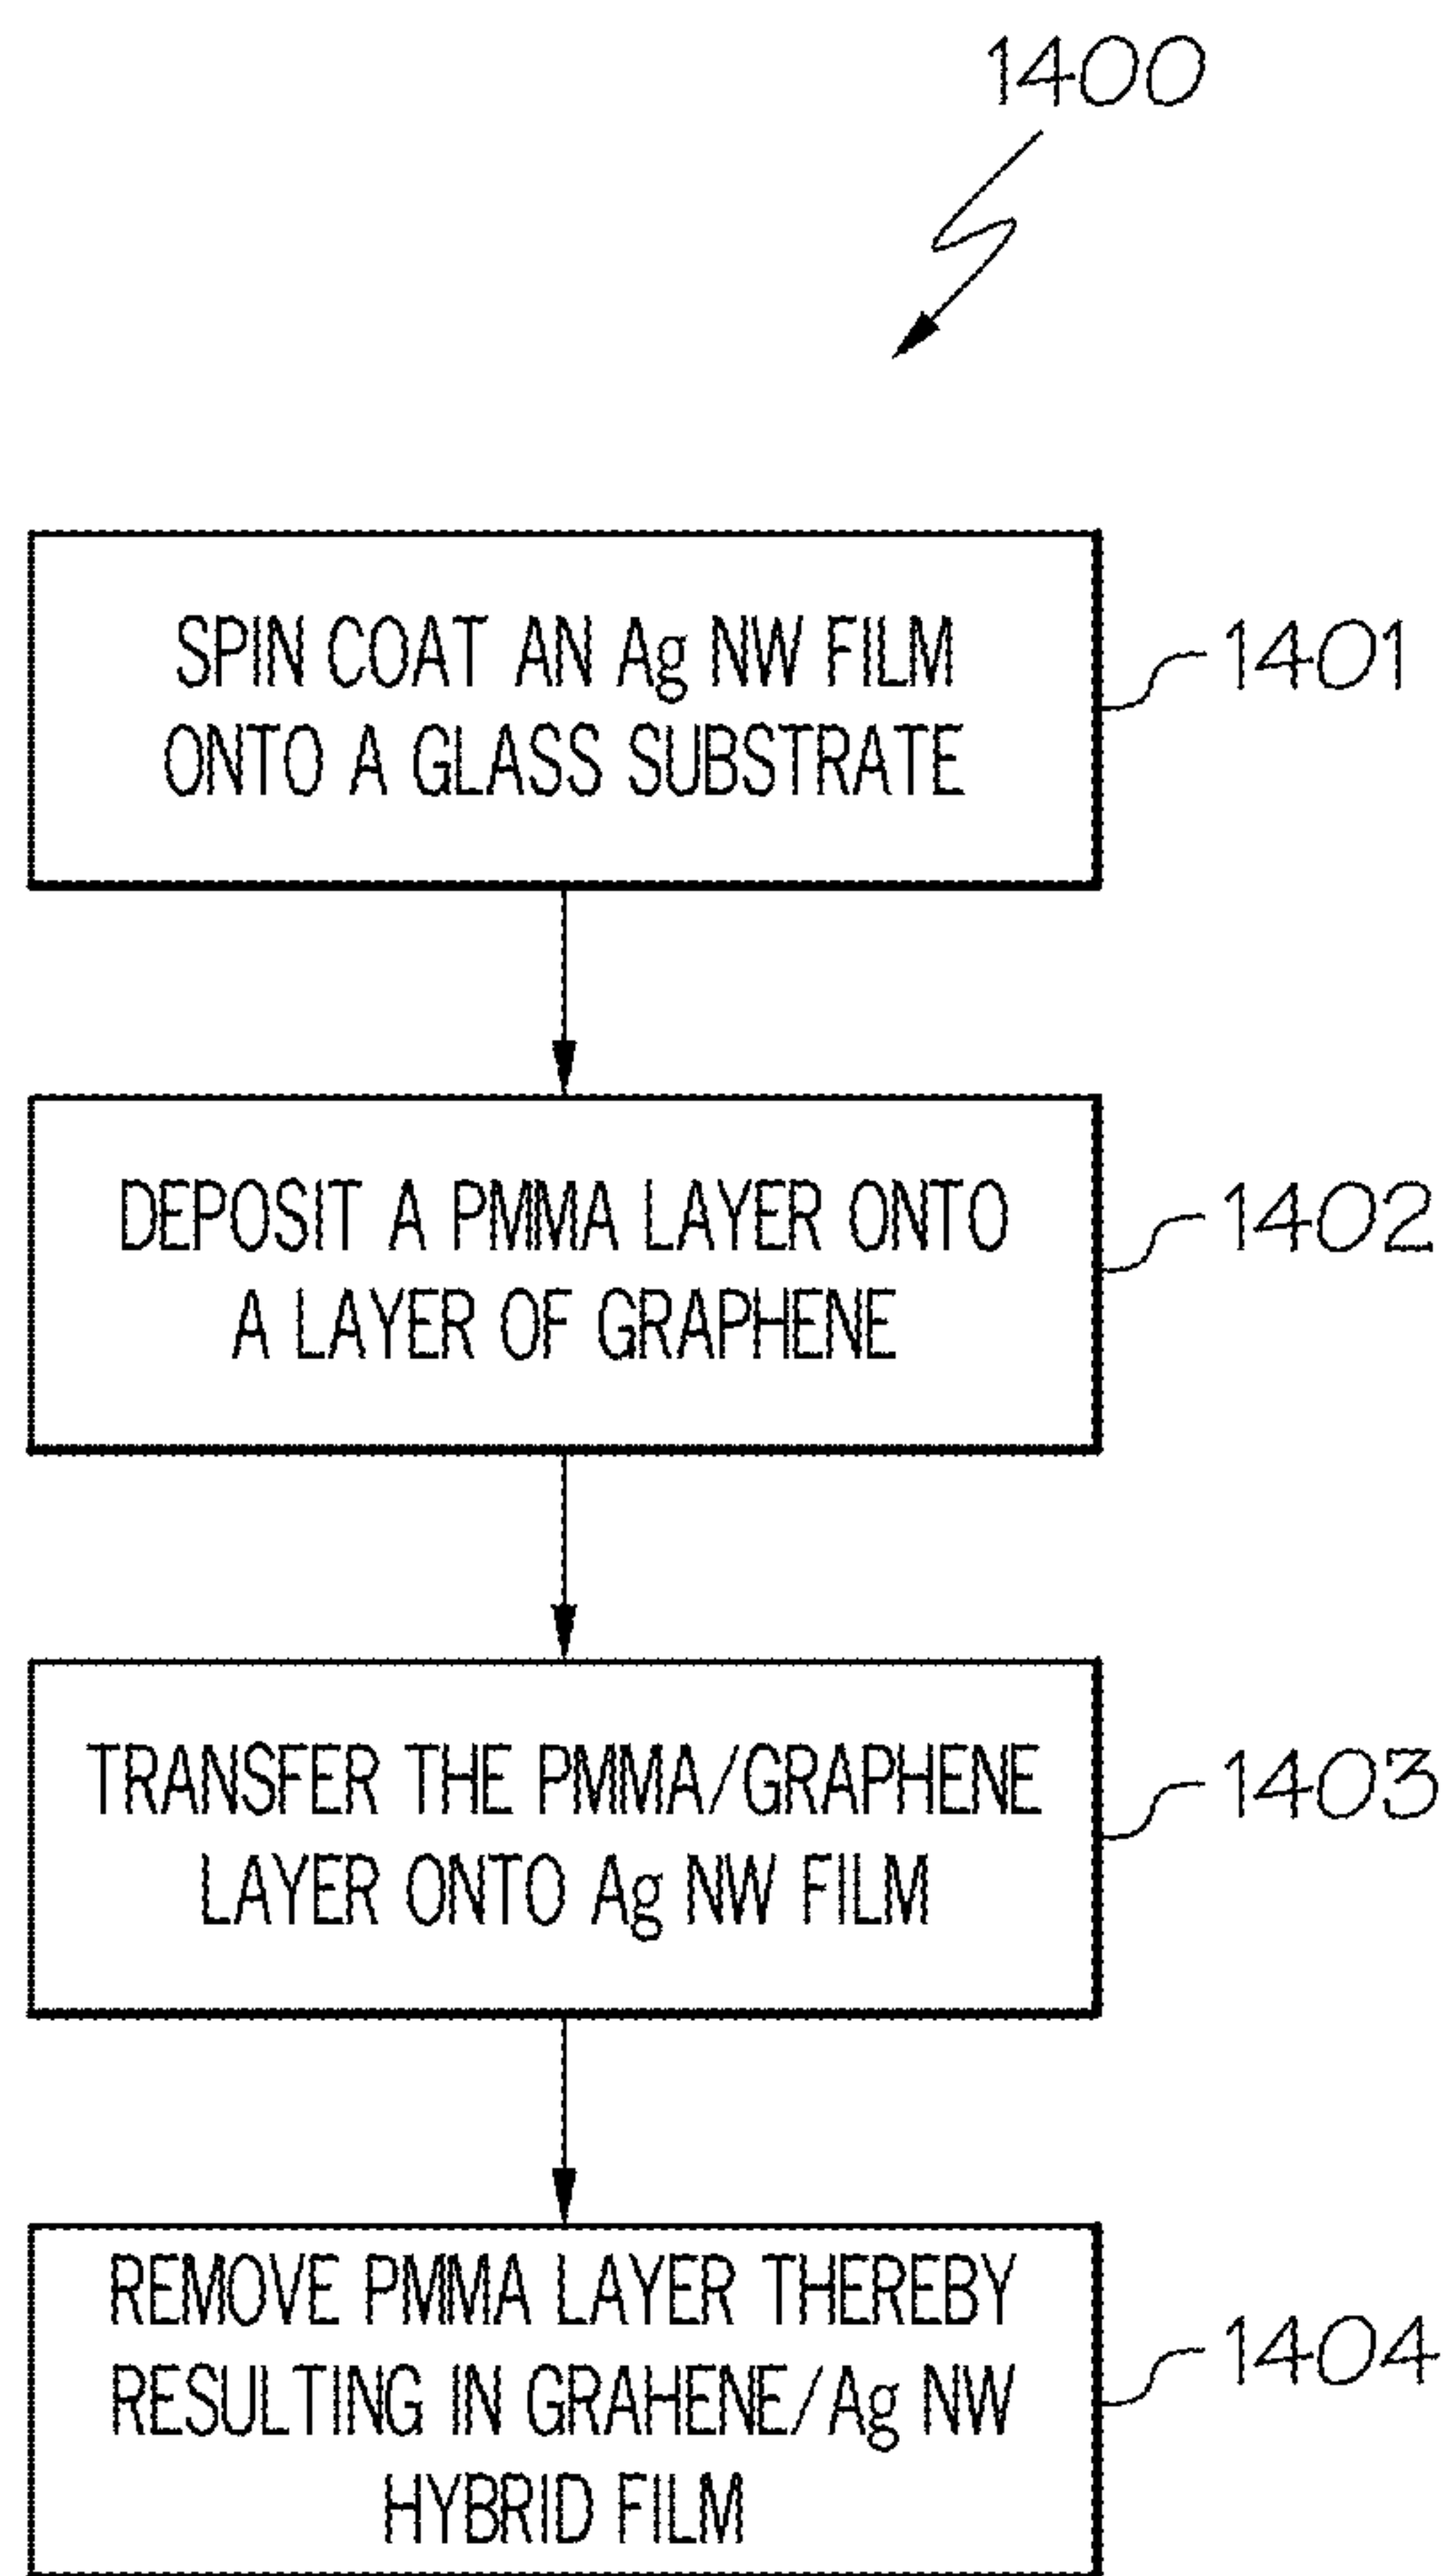 1400
SPIN COAT AN Ag NW FILM
ONTO A GLASS SUBSTRATE
1401
DEPOSIT A PMMA LAYER ONTO
A LAYER OF GRAPHENE
1402
TRANSFER THE PMMA/GRAPHENE
LAYER ONTO Ag NW FILM
1403
REMOVE PMMA LAYER THEREBY
RESULTING IN GRAHENE/Ag NW
HYBRID FILM
1404